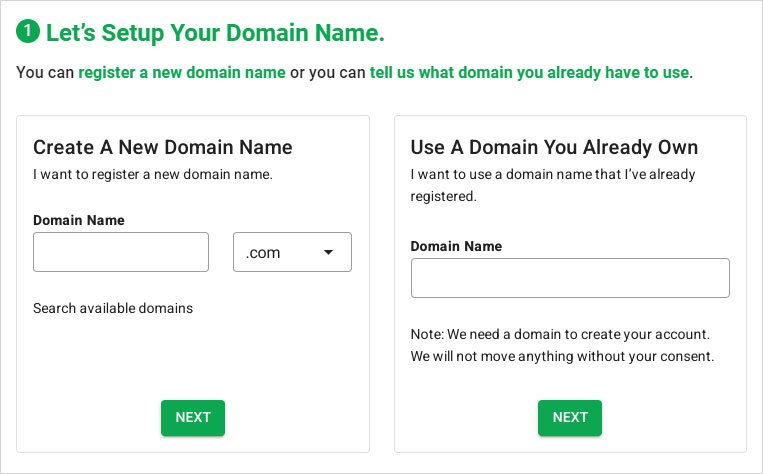 1 Let’s Setup Your Domain Name.
You can register a new domain name or you can tell us what domain you already have to use.
Create A New Domain Name
I want to register a new domain name.
Domain Name
.com
Search available domains
NEXT
Use A Domain You Already Own
I want to use a domain name that I’ve already
registered.
Domain Name
Note: We need a domain to create your account.
We will not move anything without your consent.
NEXT